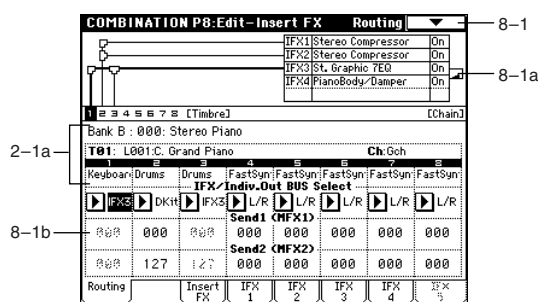 COMBINATION P8:Edit-Insert FX Routing
8-1
IFX1 Stereo Compressor On
IFX2 Stereo Compressor On
IFX3 St. Graphic 7EQ On
IFX4 PianoBody/Damper On
8-1a
1 2 3 4 5 6 7 8 [Timbre] [Chain]
Bank B : 000: Stereo Piano
2-1a
T01: L001:C. Grand Piano Ch:Gch
1 2 3 4 5 6 7 8
Keyboar Drums Drums FastSyn FastSyn FastSyn FastSyn FastSyn
IFX/Indiv.Out BUS Select
IFX3 DKit IFX3 L/R L/R L/R L/R L/R
Send1 (MFX1)
8-1b
000 000 000 000 000 000 000 000
Send2 (MFX2)
000 127 127 000 000 000 000 000
Routing Insert FX IFX 1 IFX 2 IFX 3 IFX 4 IFX 5